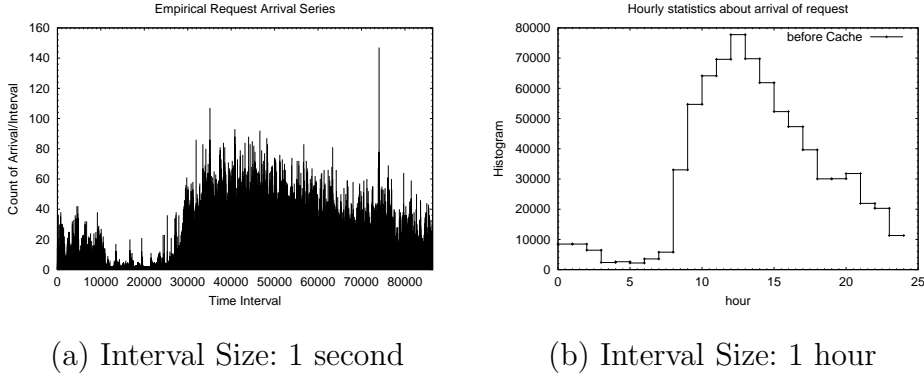 Empirical Request Arrival Series
160
140
120
100
80
60
40
20
0
Count of Arrival/Interval
0 10000 20000 30000 40000 50000 60000 70000 80000
Time Interval
(a) Interval Size: 1 second
Hourly statistics about arrival of request
before Cache
80000
70000
60000
50000
40000
30000
20000
10000
0
Histogram
0 5 10 15 20 25
hour
(b) Interval Size: 1 hour